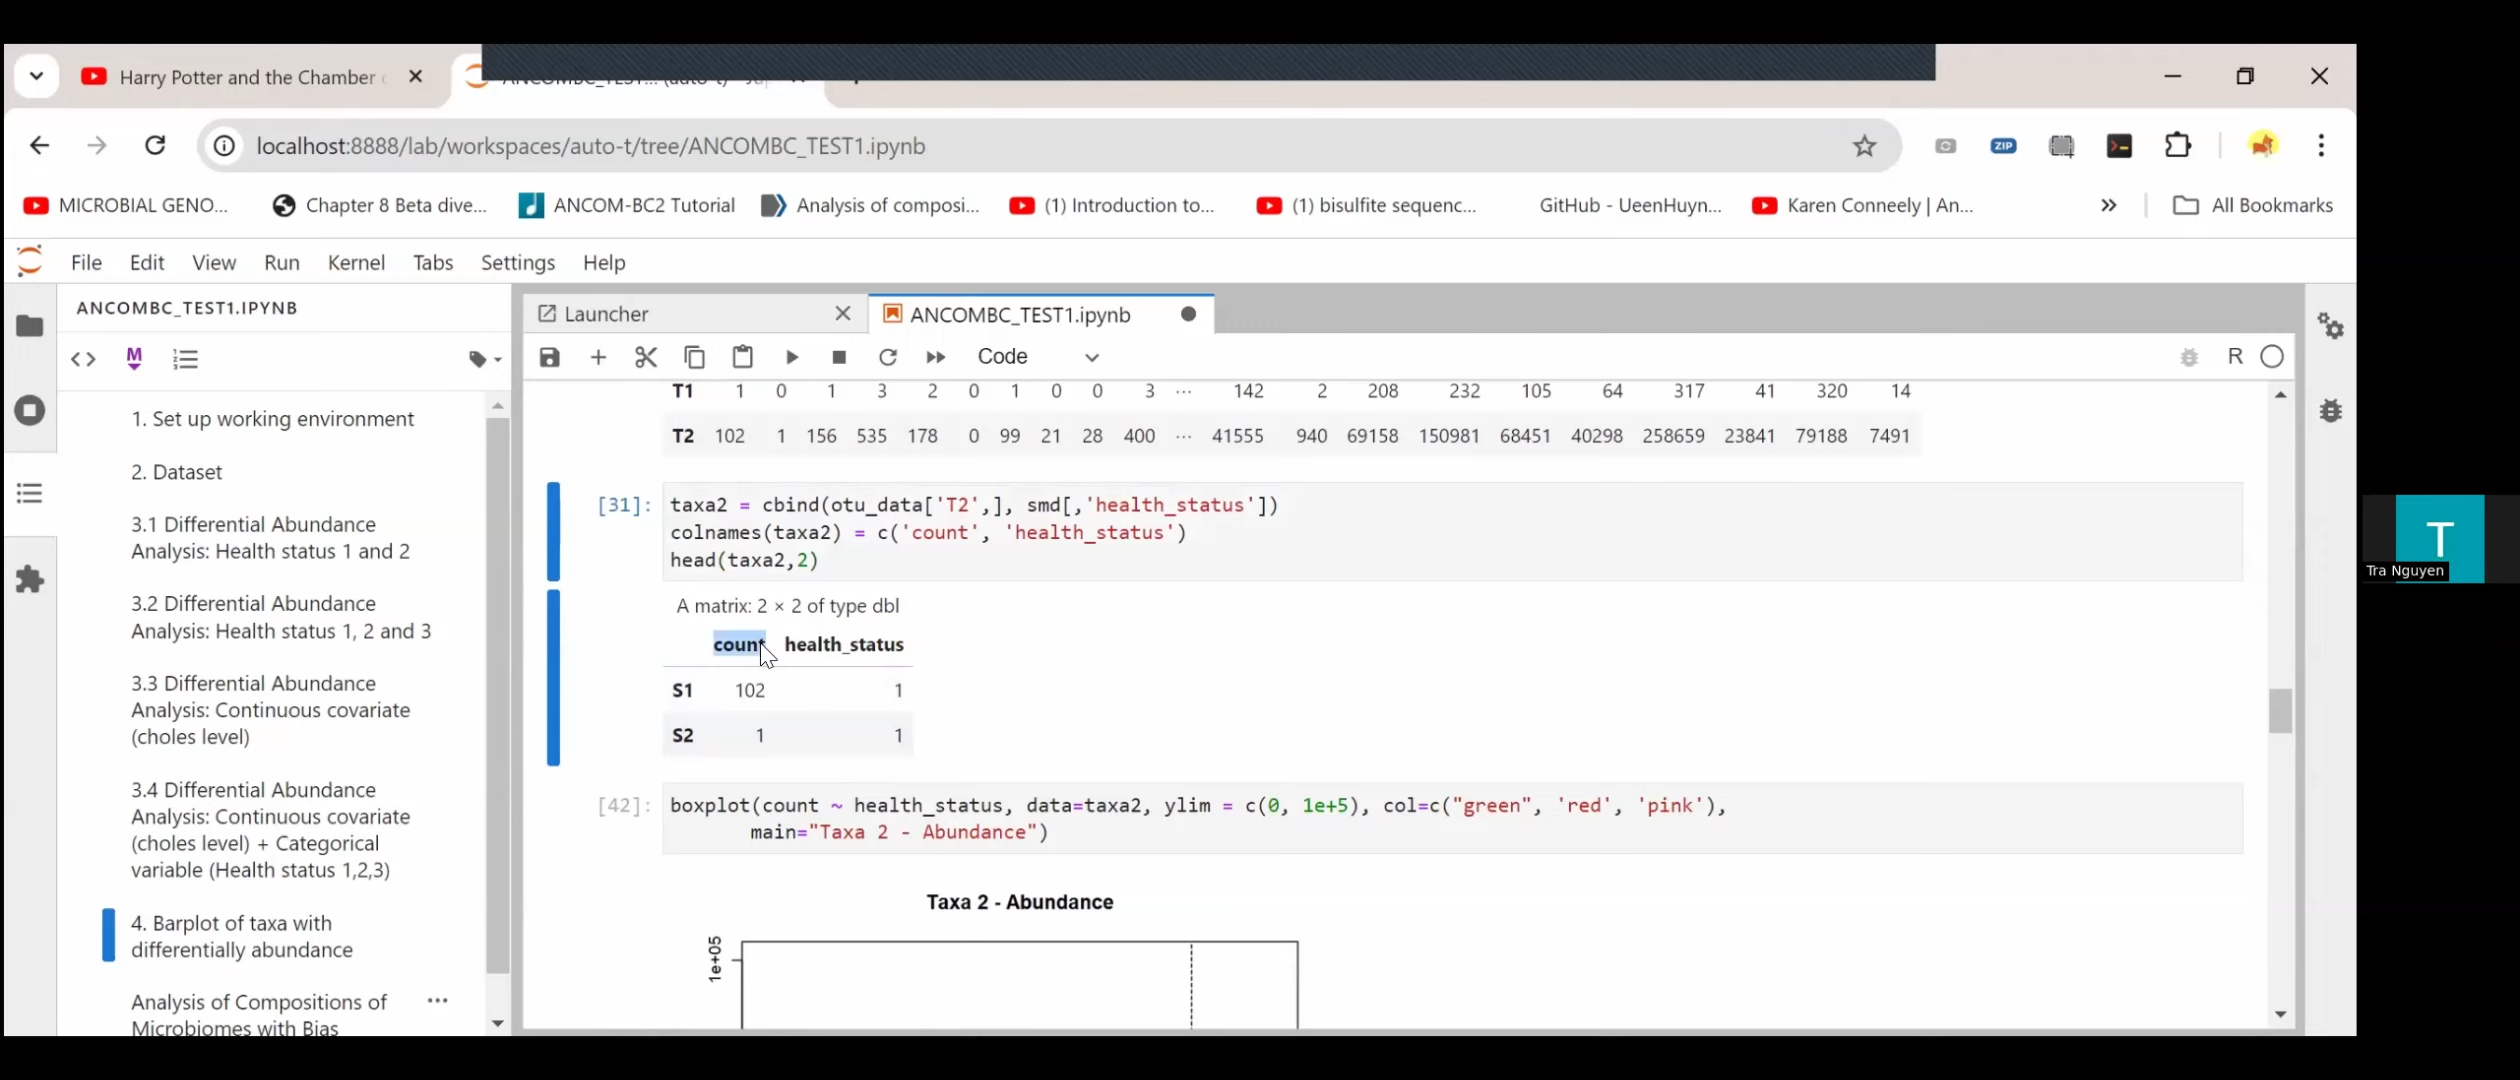 Harry Potter and the Chamber
ANCOMBC_TEST1... (auto-t) - Jup
localhost:8888/lab/workspaces/auto-t/tree/ANCOMBC_TEST1.ipynb
ZIP
MICROBIAL GENO... Chapter 8 Beta dive... ANCOM-BC2 Tutorial Analysis of composi... (1) Introduction to... (1) bisulfite sequenc... GitHub - UeenHuyn... Karen Conneely | An... » All Bookmarks
File Edit View Run Kernel Tabs Settings Help
ANCOMBC_TEST1.IPYNB
Launcher
ANCOMBC_TEST1.ipynb
M
Code
R
1. Set up working environment
2. Dataset
3.1 Differential Abundance
Analysis: Health status 1 and 2
3.2 Differential Abundance
Analysis: Health status 1, 2 and 3
3.3 Differential Abundance
Analysis: Continuous covariate
(choles level)
3.4 Differential Abundance
Analysis: Continuous covariate
(choles level) + Categorical
variable (Health status 1,2,3)
4. Barplot of taxa with
differentially abundance
Analysis of Compositions of
Microbiomes with Bias
T1 1 0 1 3 2 0 1 0 0 3 ... 142 2 208 232 105 64 317 41 320 14
T2 102 1 156 535 178 0 99 21 28 400 ... 41555 940 69158 150981 68451 40298 258659 23841 79188 7491
[31]: taxa2 = cbind(otu_data['T2',], smd[,'health_status'])
colnames(taxa2) = c('count', 'health_status')
head(taxa2,2)
A matrix: 2 × 2 of type dbl
count health_status
S1 102 1
S2 1 1
[42]: boxplot(count ~ health_status, data=taxa2, ylim = c(0, 1e+5), col=c("green", 'red', 'pink'),
main="Taxa 2 - Abundance")
Taxa 2 - Abundance
1e+05
T
Tra Nguyen